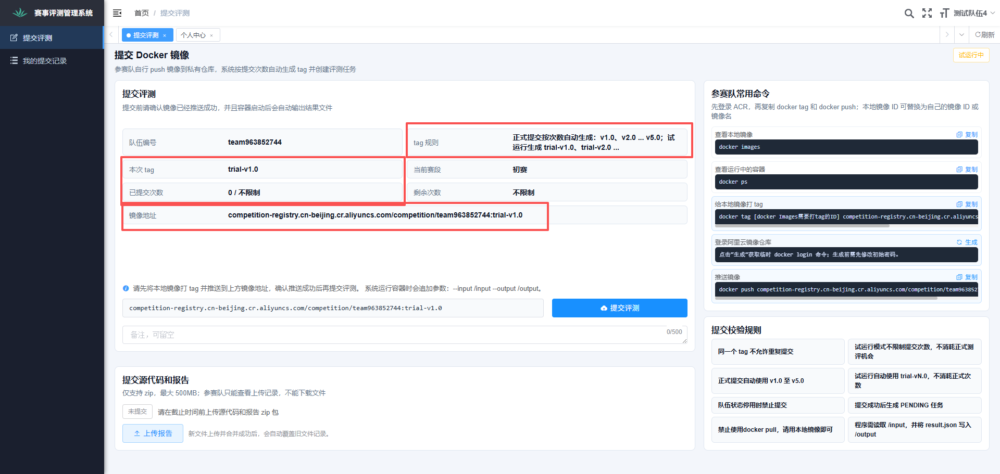 赛事评测管理系统
首页 / 提交评测
测试队伍4
提交评测
我的提交记录
提交评测 ×
个人中心 ×
刷新
提交 Docker 镜像
参赛队自行 push 镜像到私有仓库，系统按提交次数自动生成 tag 并创建评测任务
试运行中
提交评测
提交前请确认镜像已经推送成功，并且容器启动后会自动输出结果文件
队伍编号
team963852744
tag 规则
正式提交按次数自动生成：v1.0、v2.0 ... v5.0；试
运行生成 trial-v1.0、trial-v2.0 ...
本次 tag
trial-v1.0
当前赛段
初赛
已提交次数
0 / 不限制
剩余次数
不限制
镜像地址
competition-registry.cn-beijing.cr.aliyuncs.com/competition/team963852744:trial-v1.0
请先将本地镜像打 tag 并推送到上方镜像地址，确认推送成功后再提交评测。 系统运行容器时会追加参数：--input /input --output /output。
competition-registry.cn-beijing.cr.aliyuncs.com/competition/team963852744:trial-v1.0
提交评测
备注，可留空
0/500
提交源代码和报告
仅支持 zip，最大 500MB；参赛队只能查看上传记录，不能下载文件
未提交
请在截止时间前上传源代码和报告 zip 包
上传报告
新文件上传并合并成功后，会自动覆盖旧文件记录。
参赛队常用命令
先登录 ACR，再复制 docker tag 和 docker push；本地镜像 ID 可替换为自己的镜像 ID 或
镜像名
查看本地镜像
复制
docker images
查看运行中的容器
复制
docker ps
给本地镜像打 tag
复制
docker tag [docker Images需要打tag的ID] competition-registry.cn-beijing.cr.aliyuncs
登录阿里云镜像仓库
生成
点击“生成”获取临时 docker login 命令；生成前需先修改初始密码。
推送镜像
复制
docker push competition-registry.cn-beijing.cr.aliyuncs.com/competition/team963852
提交校验规则
同一个 tag 不允许重复提交
试运行模式不限制提交次数，不消耗正式测
评机会
正式提交自动使用 v1.0 至 v5.0
试运行自动使用 trial-vN.0，不消耗正式次
数
队伍状态停用时禁止提交
提交成功后生成 PENDING 任务
禁止使用docker pull，请用本地镜像即可
程序需读取 /input，并将 result.json 写入
/output